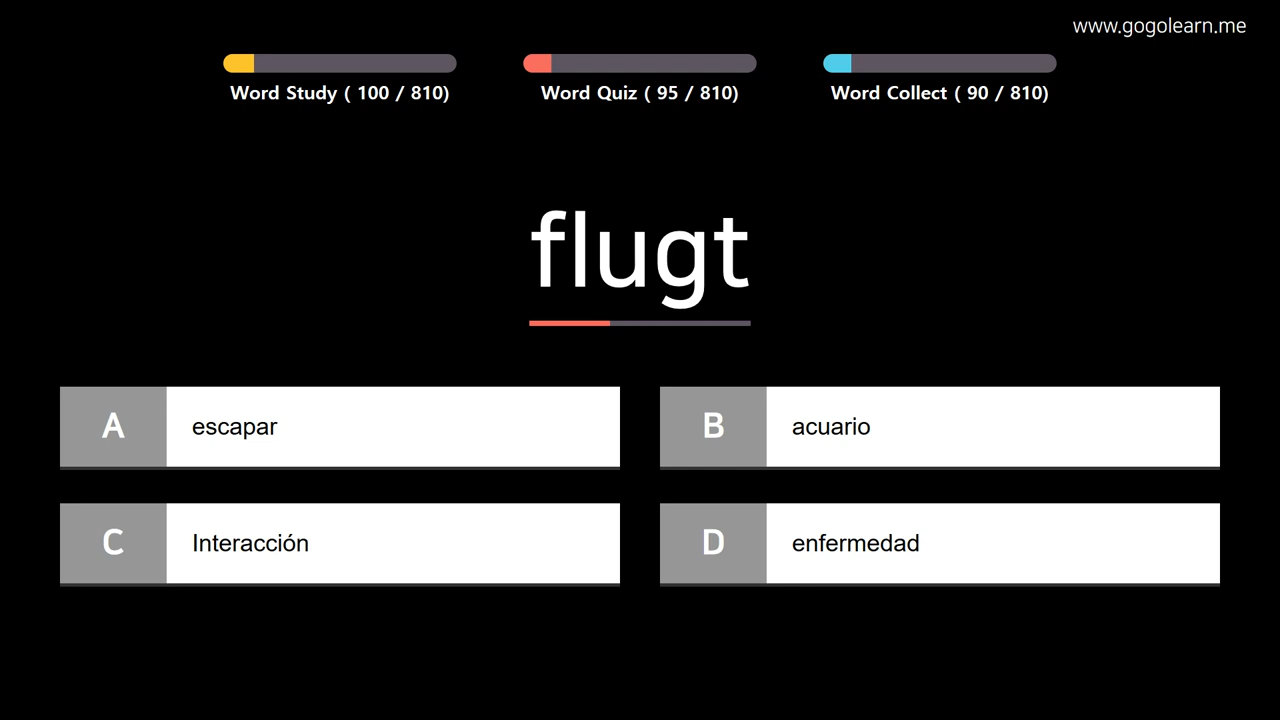 www.gogolearn.me
Word Study ( 100 / 810)
Word Quiz ( 95 / 810)
Word Collect ( 90 / 810)
flugt
A
escapar
B
acuario
C
Interacción
D
enfermedad